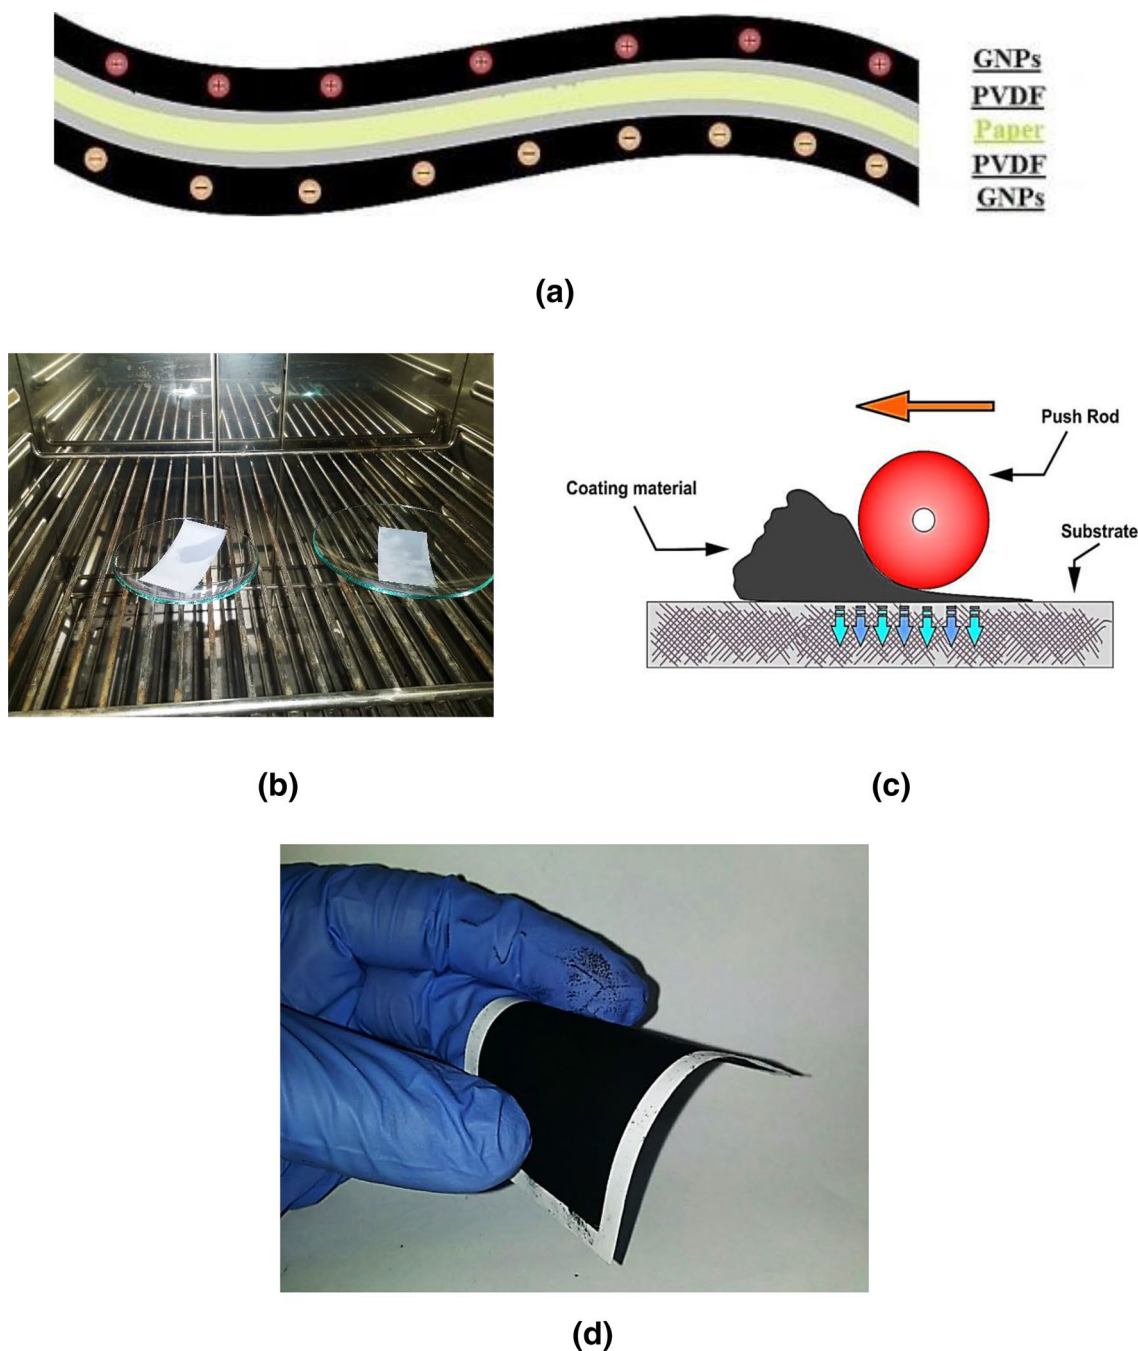 GNPs
PVDF
Paper
PVDF
GNPs
(a)
Push Rod
Coating material
Substrate
(b)
(c)
(d)